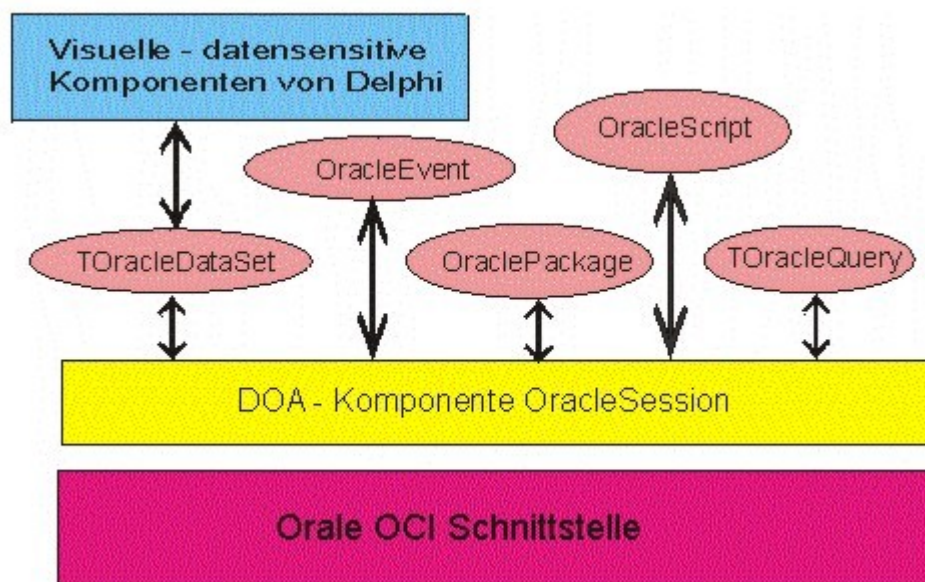 Visuelle - datensensitive
Komponenten von Delphi
OracleScript
OracleEvent
TOracleDataSet
OraclePackage
TOracleQuery
DOA - Komponente OracleSession
Orale OCI Schnittstelle